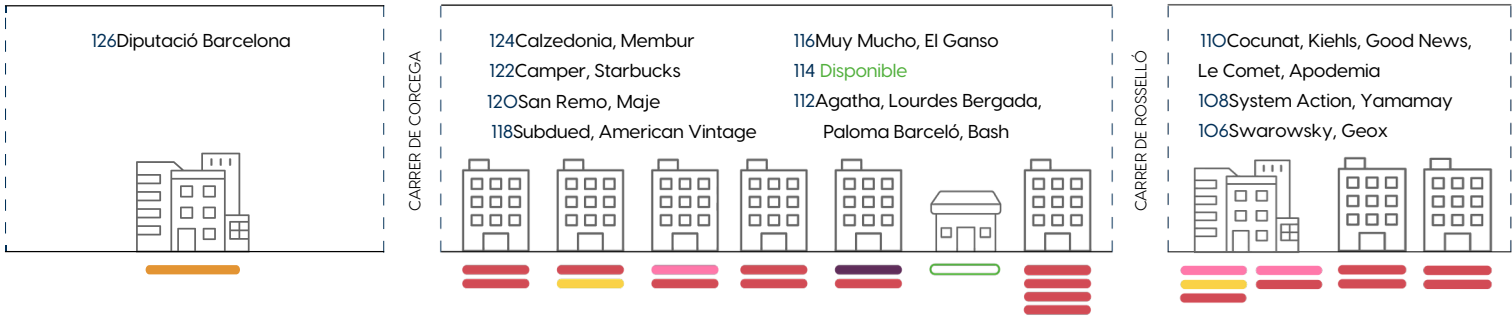 126Diputació Barcelona
CARRER DE CORCEGA
124Calzedonia, Membur
122Camper, Starbucks
120San Remo, Maje
118Subdued, American Vintage
116Muy Mucho, El Ganso
114 Disponible
112Agatha, Lourdes Bergada,
Paloma Barceló, Bash
CARRER DE ROSSELLÓ
110Cocunat, Kiehls, Good News,
Le Comet, Apodemia
108System Action, Yamamay
106Swarowsky, Geox